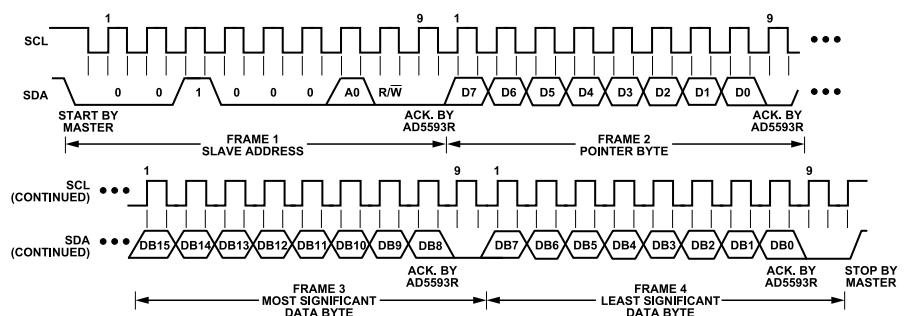 1 9 1 9
SCL
SDA 0 0 1 0 0 0 A0 R/W̅ D7 D6 D5 D4 D3 D2 D1 D0
START BY MASTER
ACK. BY AD5593R
ACK. BY AD5593R
FRAME 1
SLAVE ADDRESS
FRAME 2
POINTER BYTE
1 9 1 9
SCL
(CONTINUED)
SDA
(CONTINUED)
DB15 DB14 DB13 DB12 DB11 DB10 DB9 DB8 DB7 DB6 DB5 DB4 DB3 DB2 DB1 DB0
ACK. BY
AD5593R
ACK. BY
AD5593R
STOP BY
MASTER
FRAME 3
MOST SIGNIFICANT
DATA BYTE
FRAME 4
LEAST SIGNIFICANT
DATA BYTE